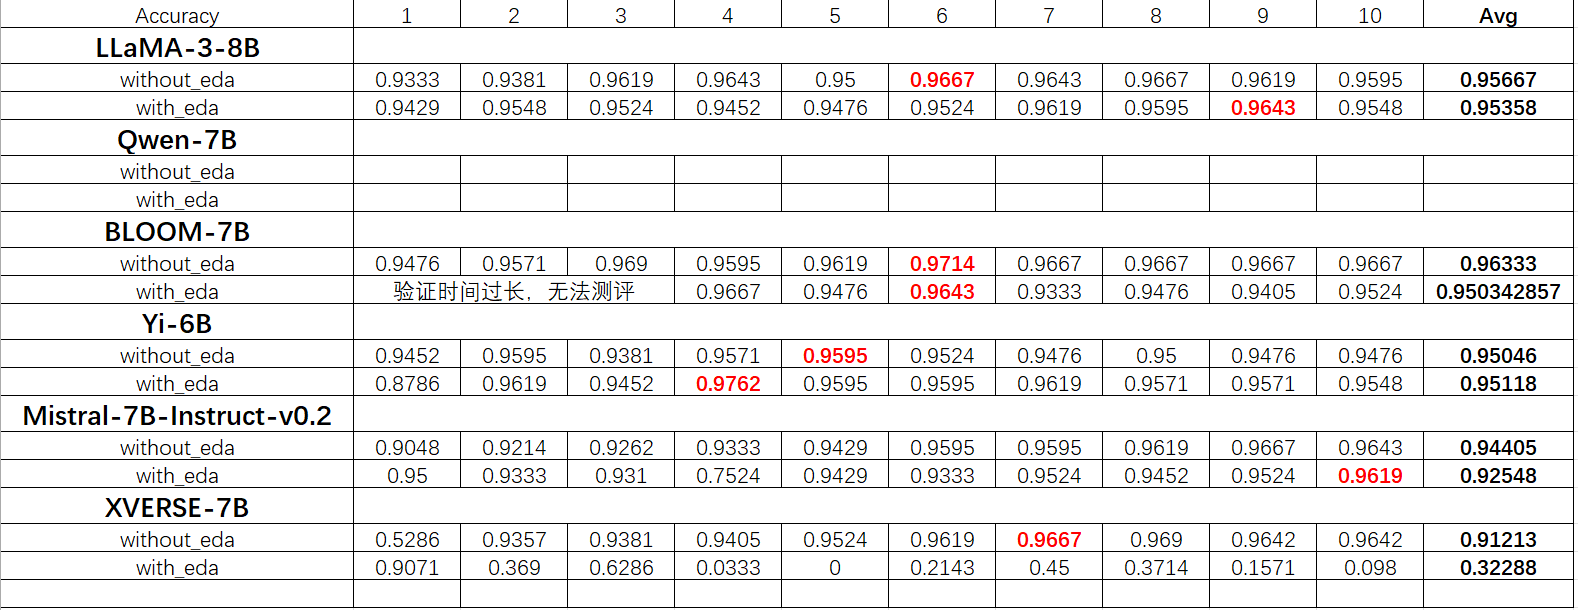 Accuracy 1 2 3 4 5 6 7 8 9 10 Avg
LLaMA-3-8B
without_eda 0.9333 0.9381 0.9619 0.9643 0.95 0.9667 0.9643 0.9667 0.9619 0.9595 0.95667
with_eda 0.9429 0.9548 0.9524 0.9452 0.9476 0.9524 0.9619 0.9595 0.9643 0.9548 0.95358
Qwen-7B
without_eda
with_eda
BLOOM-7B
without_eda 0.9476 0.9571 0.969 0.9595 0.9619 0.9714 0.9667 0.9667 0.9667 0.9667 0.96333
with_eda 验证时间过长，无法测评 0.9667 0.9476 0.9643 0.9333 0.9476 0.9405 0.9524 0.950342857
Yi-6B
without_eda 0.9452 0.9595 0.9381 0.9571 0.9595 0.9524 0.9476 0.95 0.9476 0.9476 0.95046
with_eda 0.8786 0.9619 0.9452 0.9762 0.9595 0.9595 0.9619 0.9571 0.9571 0.9548 0.95118
Mistral-7B-Instruct-v0.2
without_eda 0.9048 0.9214 0.9262 0.9333 0.9429 0.9595 0.9595 0.9619 0.9667 0.9643 0.94405
with_eda 0.95 0.9333 0.931 0.7524 0.9429 0.9333 0.9524 0.9452 0.9524 0.9619 0.92548
XVERSE-7B
without_eda 0.5286 0.9357 0.9381 0.9405 0.9524 0.9619 0.9667 0.969 0.9642 0.9642 0.91213
with_eda 0.9071 0.369 0.6286 0.0333 0 0.2143 0.45 0.3714 0.1571 0.098 0.32288